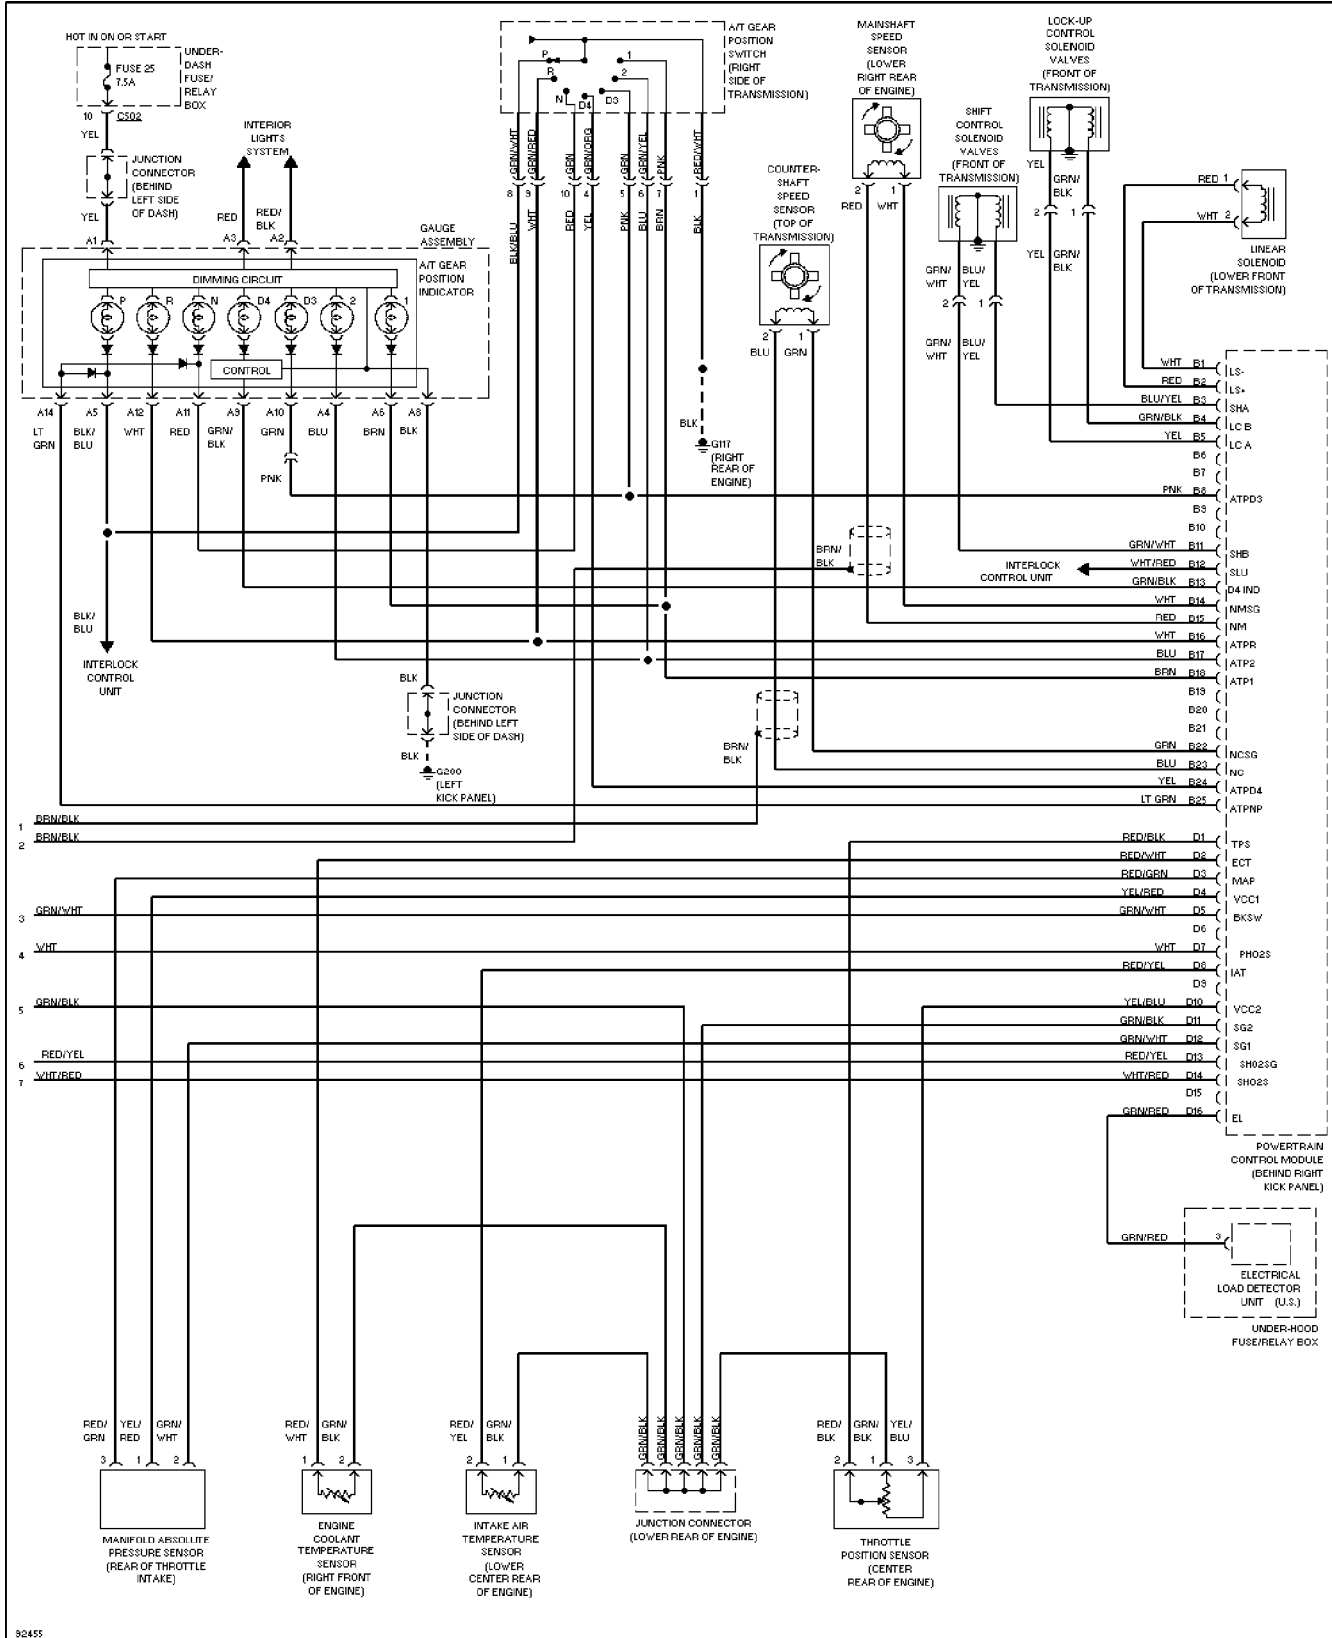 HOT IN ON OR START
UNDER-
DASH
FUSE/
RELAY
BOX
FUSE 25
7.5A
10 C502
YEL
JUNCTION
CONNECTOR
(BEHIND
LEFT SIDE
OF DASH)
YEL
A1
INTERIOR
LIGHTS
SYSTEM
RED
RED/
BLK
A3
A2
GAUGE
ASSEMBLY
A/T GEAR
POSITION
INDICATOR
DIMMING CIRCUIT
P R N D4 D3 2 1
CONTROL
A14 A5 A12 A11 A9 A10 A4 A6 A8
LT
GRN
BLK/
BLU
WHT
RED
GRN/
BLK
GRN
BLU
BRN
BLK
PNK
BLK/
BLU
INTERLOCK
CONTROL
UNIT
BLK
JUNCTION
CONNECTOR
(BEHIND LEFT
SIDE OF DASH)
BLK
G200
(LEFT
KICK PANEL)
A/T GEAR
POSITION
SWITCH
(RIGHT
SIDE OF
TRANSMISSION)
P
R
N
D4
D3
2
1
GRN/WHT
GRN/RED
GRN
GRN/ORG
GRN
GRN/YEL
PNK
RED/WHT
8 9 10 4 5 6 7 1
BLK/BLU
WHT
RED
YEL
PNK
BLU
BRN
BLK
BLK
G117
(RIGHT
REAR OF
ENGINE)
MAINSHAFT
SPEED
SENSOR
(LOWER
RIGHT REAR
OF ENGINE)
2 1
RED WHT
COUNTER-
SHAFT
SPEED
SENSOR
(TOP OF
TRANSMISSION)
2 1
BLU GRN
LOCK-UP
CONTROL
SOLENOID
VALVES
(FRONT OF
TRANSMISSION)
YEL
GRN/
BLK
2 1
YEL
GRN/
BLK
SHIFT
CONTROL
SOLENOID
VALVES
(FRONT OF
TRANSMISSION)
GRN/
WHT
BLU/
YEL
2 1
GRN/
WHT
BLU/
YEL
RED 1
WHT 2
LINEAR
SOLENOID
(LOWER FRONT
OF TRANSMISSION)
BRN/
BLK
BRN/
BLK
INTERLOCK
CONTROL UNIT
WHT B1 LS-
RED B2 LS+
BLU/YEL B3 SHA
GRN/BLK B4 LC B
YEL B5 LC A
B6
B7
PNK B8 ATPD3
B9
B10
GRN/WHT B11 SHB
WHT/RED B12 SLU
GRN/BLK B13 D4 IND
WHT B14 NMSG
RED D15 NM
WHT B16 ATPR
BLU B17 ATP2
BRN B18 ATP1
B19
B20
B21
GRN B22 NCSG
BLU B23 NC
YEL B24 ATPD4
LT GRN B25 ATPNP
1 BRN/BLK
2 BRN/BLK
RED/BLK D1 TPS
RED/WHT D2 ECT
RED/GRN D3 MAP
YEL/RED D4 VCC1
3 GRN/WHT
GRN/WHT D5 BKSW
D6
4 WHT
WHT D7 PHO2S
RED/YEL D8 IAT
D9
5 GRN/BLK
YEL/BLU D10 VCC2
GRN/BLK D11 SG2
GRN/WHT D12 SG1
6 RED/YEL
RED/YEL D13 SHO2SG
7 WHT/RED
WHT/RED D14 SHO2S
D15
GRN/RED D16 EL
POWERTRAIN
CONTROL MODULE
(BEHIND RIGHT
KICK PANEL)
GRN/RED 3
ELECTRICAL
LOAD DETECTOR
UNIT (U.S.)
UNDER-HOOD
FUSE/RELAY BOX
RED/
GRN
YEL/
RED
GRN/
WHT
3 1 2
MANIFOLD ABSOLUTE
PRESSURE SENSOR
(REAR OF THROTTLE
INTAKE)
RED/
WHT
GRN/
BLK
1 2
ENGINE
COOLANT
TEMPERATURE
SENSOR
(RIGHT FRONT
OF ENGINE)
RED/
YEL
GRN/
BLK
2 1
INTAKE AIR
TEMPERATURE
SENSOR
(LOWER
CENTER REAR
OF ENGINE)
GRN/BLK
GRN/BLK
GRN/BLK
GRN/BLK
GRN/BLK
JUNCTION CONNECTOR
(LOWER REAR OF ENGINE)
RED/
BLK
GRN/
BLK
YEL/
BLU
2 1 3
THROTTLE
POSITION SENSOR
(CENTER
REAR OF ENGINE)
92455